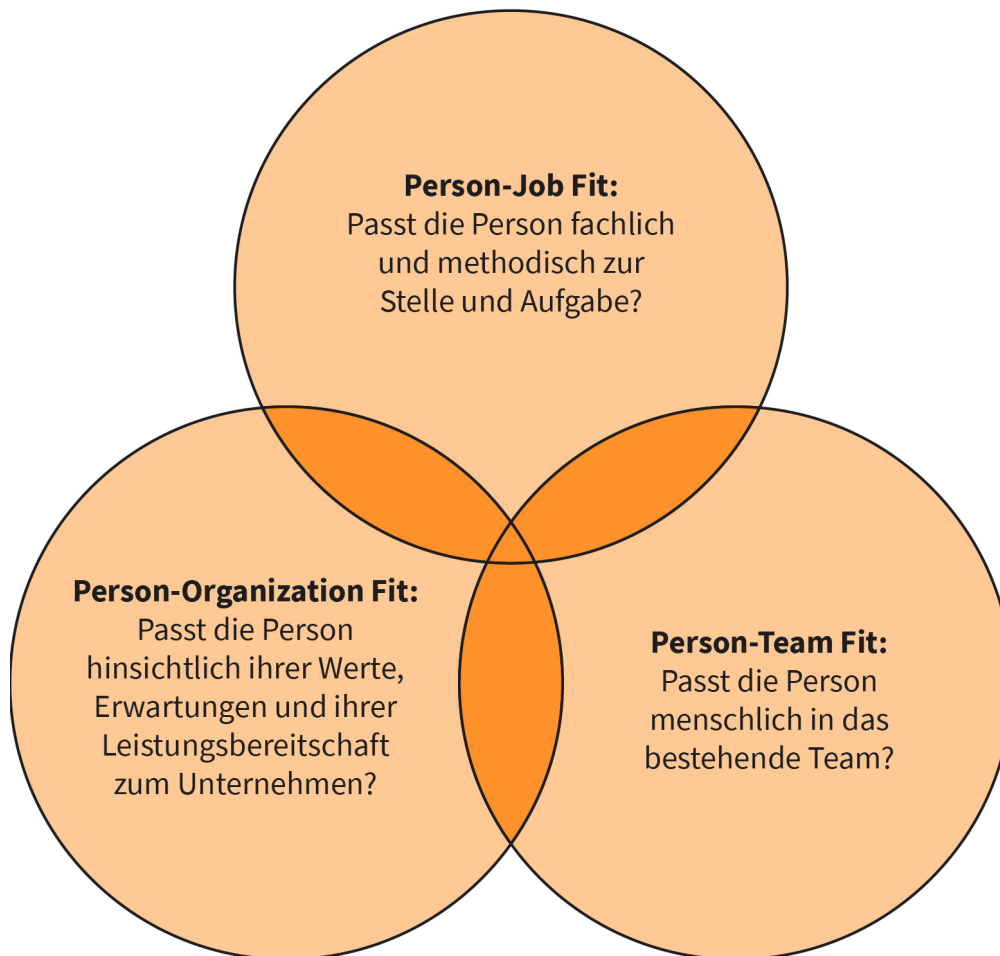 Person-Job Fit:
Passt die Person fachlich
und methodisch zur
Stelle und Aufgabe?
Person-Organization Fit:
Passt die Person
hinsichtlich ihrer Werte,
Erwartungen und ihrer
Leistungsbereitschaft
zum Unternehmen?
Person-Team Fit:
Passt die Person
menschlich in das
bestehende Team?